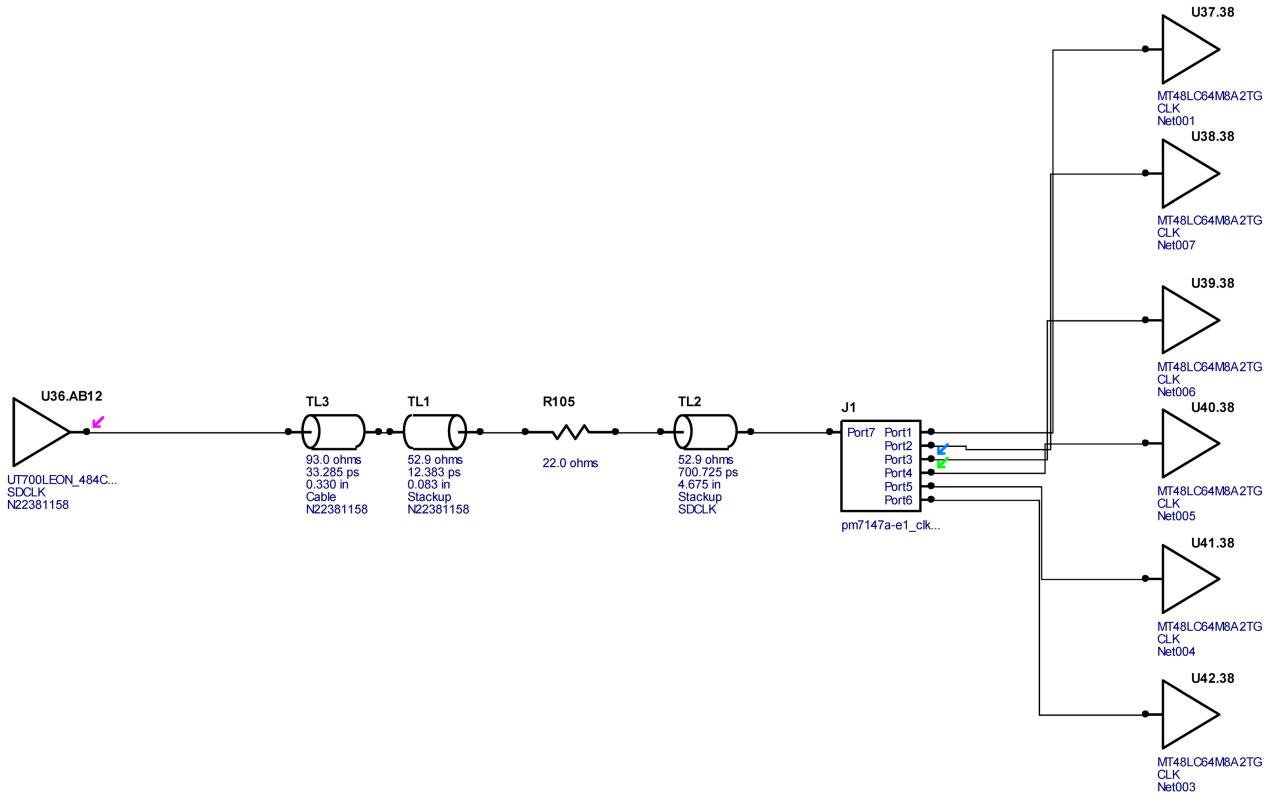 U37.38
MT48LC64M8A2TG
CLK
Net001
U38.38
MT48LC64M8A2TG
CLK
Net007
U39.38
MT48LC64M8A2TG
CLK
Net006
U36.AB12
UT700LEON_484C...
SDCLK
N22381158
TL3
93.0 ohms
33.285 ps
0.330 in
Cable
N22381158
TL1
52.9 ohms
12.383 ps
0.083 in
Stackup
N22381158
R105
22.0 ohms
TL2
52.9 ohms
700.725 ps
4.675 in
Stackup
SDCLK
J1
Port7 Port1
Port2
Port3
Port4
Port5
Port6
pm7147a-e1_clk...
U40.38
MT48LC64M8A2TG
CLK
Net005
U41.38
MT48LC64M8A2TG
CLK
Net004
U42.38
MT48LC64M8A2TG
CLK
Net003